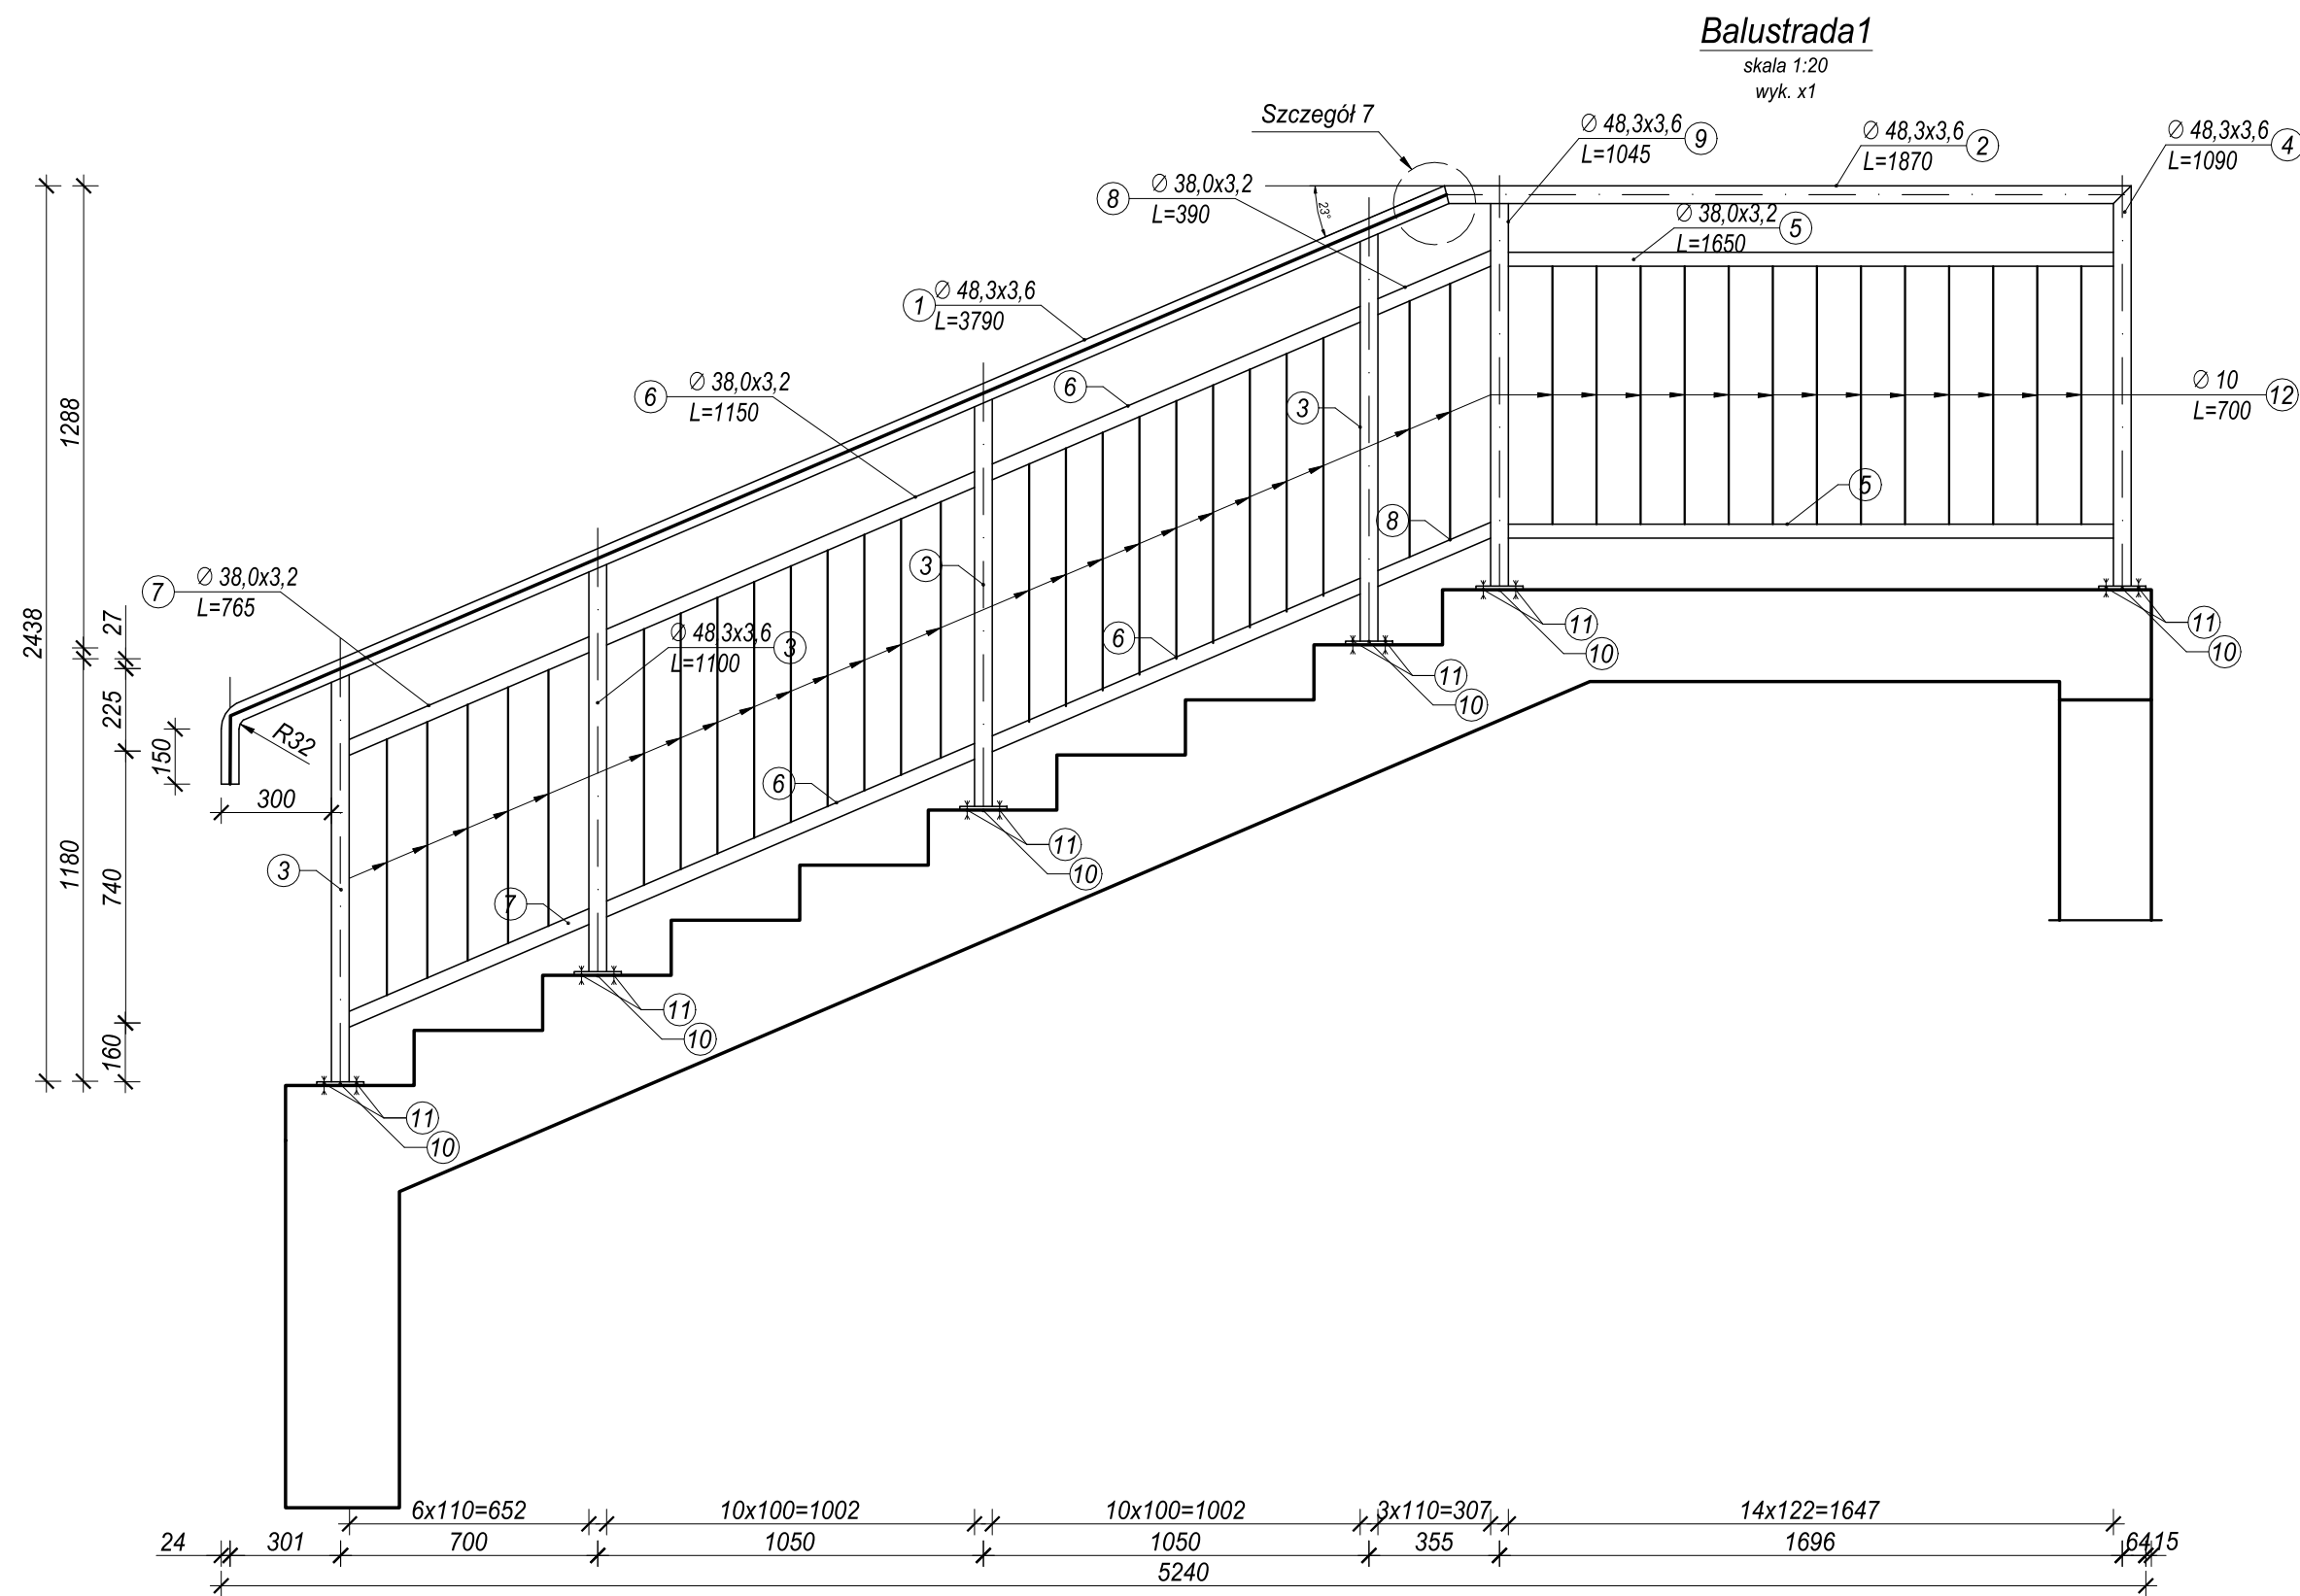 Balustrada1
skala 1:20
wyk. x1
Szczegół 7
Ø 48,3x3,6
L=1045
9
Ø 48,3x3,6
L=1870
2
Ø 48,3x3,6
L=1090
4
8
Ø 38,0x3,2
L=390
23°
Ø 38,0x3,2
L=1650
5
1
Ø 48,3x3,6
L=3790
6
Ø 38,0x3,2
L=1150
6
3
Ø 10
L=700
12
5
8
7
Ø 38,0x3,2
L=765
3
Ø 48,3x3,6
L=1100
3
6
6
7
3
R32
2438
1288
27
225
150
300
1180
740
160
11
10
11
10
11
10
11
10
11
10
11
10
6x110=652
10x100=1002
10x100=1002
3x110=307
14x122=1647
24
301
700
1050
1050
355
1696
64
15
5240